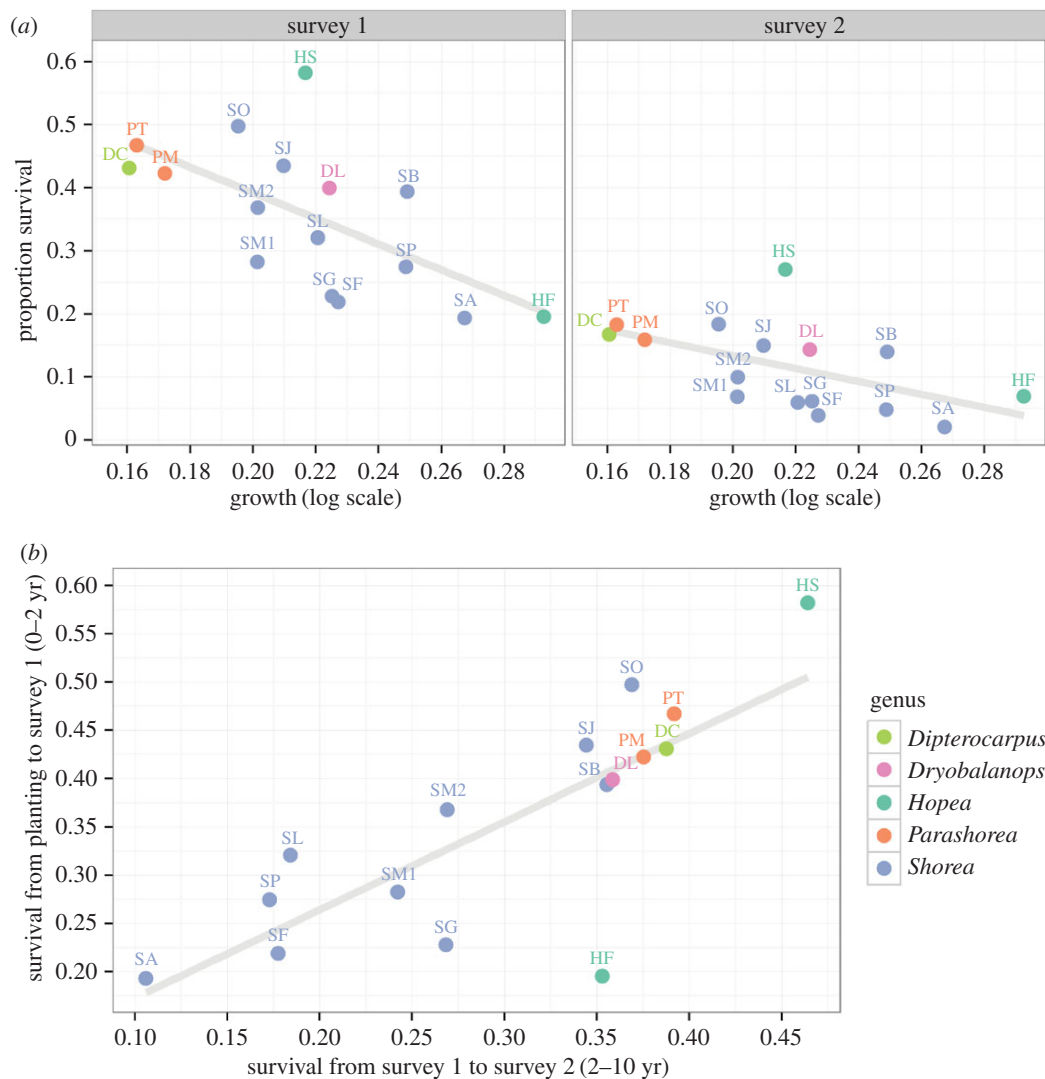 (a)
survey 1
survey 2
proportion survival
0.6
0.5
0.4
0.3
0.2
0.1
0
HS
SO
PT
DC
PM
SJ
DL
SB
SM2
SL
SM1
SP
SG
SF
SA
HF
0.16
0.18
0.20
0.22
0.24
0.26
0.28
growth (log scale)
HS
PT
DC
PM
SO
SJ
DL
SB
SM2
SM1
SL
SG
SF
SP
SA
HF
0.16
0.18
0.20
0.22
0.24
0.26
0.28
growth (log scale)
(b)
survival from planting to survey 1 (0–2 yr)
0.60
0.55
0.50
0.45
0.40
0.35
0.30
0.25
0.20
HS
SO
PT
SJ
PM
DC
SB
DL
SM2
SL
SP
SM1
SF
SG
SA
HF
0.10
0.15
0.20
0.25
0.30
0.35
0.40
0.45
survival from survey 1 to survey 2 (2–10 yr)
genus
Dipterocarpus
Dryobalanops
Hopea
Parashorea
Shorea